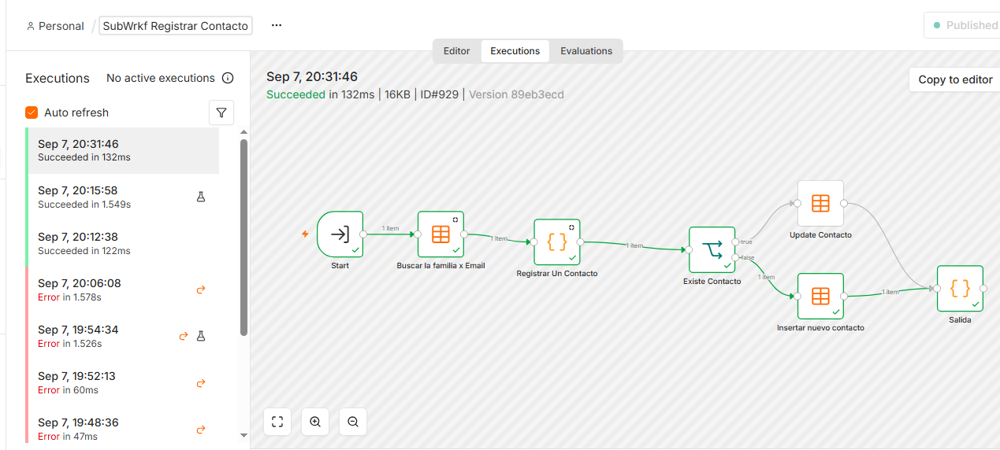 Personal / SubWrkf Registrar Contacto ...
Published
Editor Executions Evaluations
Executions No active executions
Auto refresh
Sep 7, 20:31:46
Succeeded in 132ms
Sep 7, 20:15:58
Succeeded in 1.549s
Sep 7, 20:12:38
Succeeded in 122ms
Sep 7, 20:06:08
Error in 1.578s
Sep 7, 19:54:34
Error in 1.526s
Sep 7, 19:52:13
Error in 60ms
Sep 7, 19:48:36
Error in 47ms
Sep 7, 20:31:46
Succeeded in 132ms | 16KB | ID#929 | Version 89eb3ecd
Copy to editor
Start
1 item
Buscar la familia x Email
1 item
Registrar Un Contacto
1 item
Existe Contacto
true
false
Update Contacto
1 item
Insertar nuevo contacto
1 item
Salida